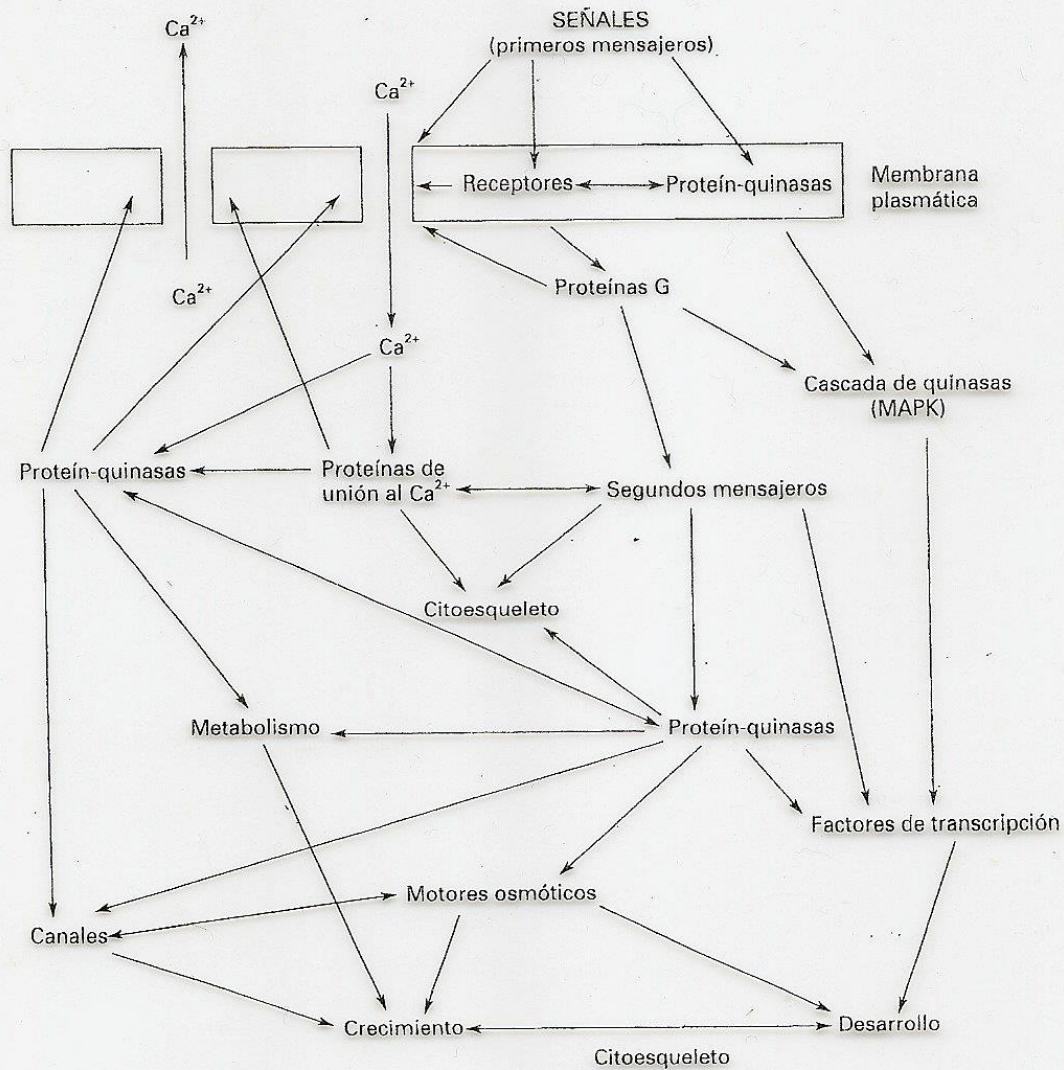 Ca²⁺
SEÑALES
(primeros mensajeros)
Ca²⁺
Receptores
Proteín-quinasas
Membrana
plasmática
Ca²⁺
Proteínas G
Ca²⁺
Cascada de quinasas
(MAPK)
Proteín-quinasas
Proteínas de
unión al Ca²⁺
Segundos mensajeros
Citoesqueleto
Metabolismo
Proteín-quinasas
Factores de transcripción
Motores osmóticos
Canales
Crecimiento
Desarrollo
Citoesqueleto